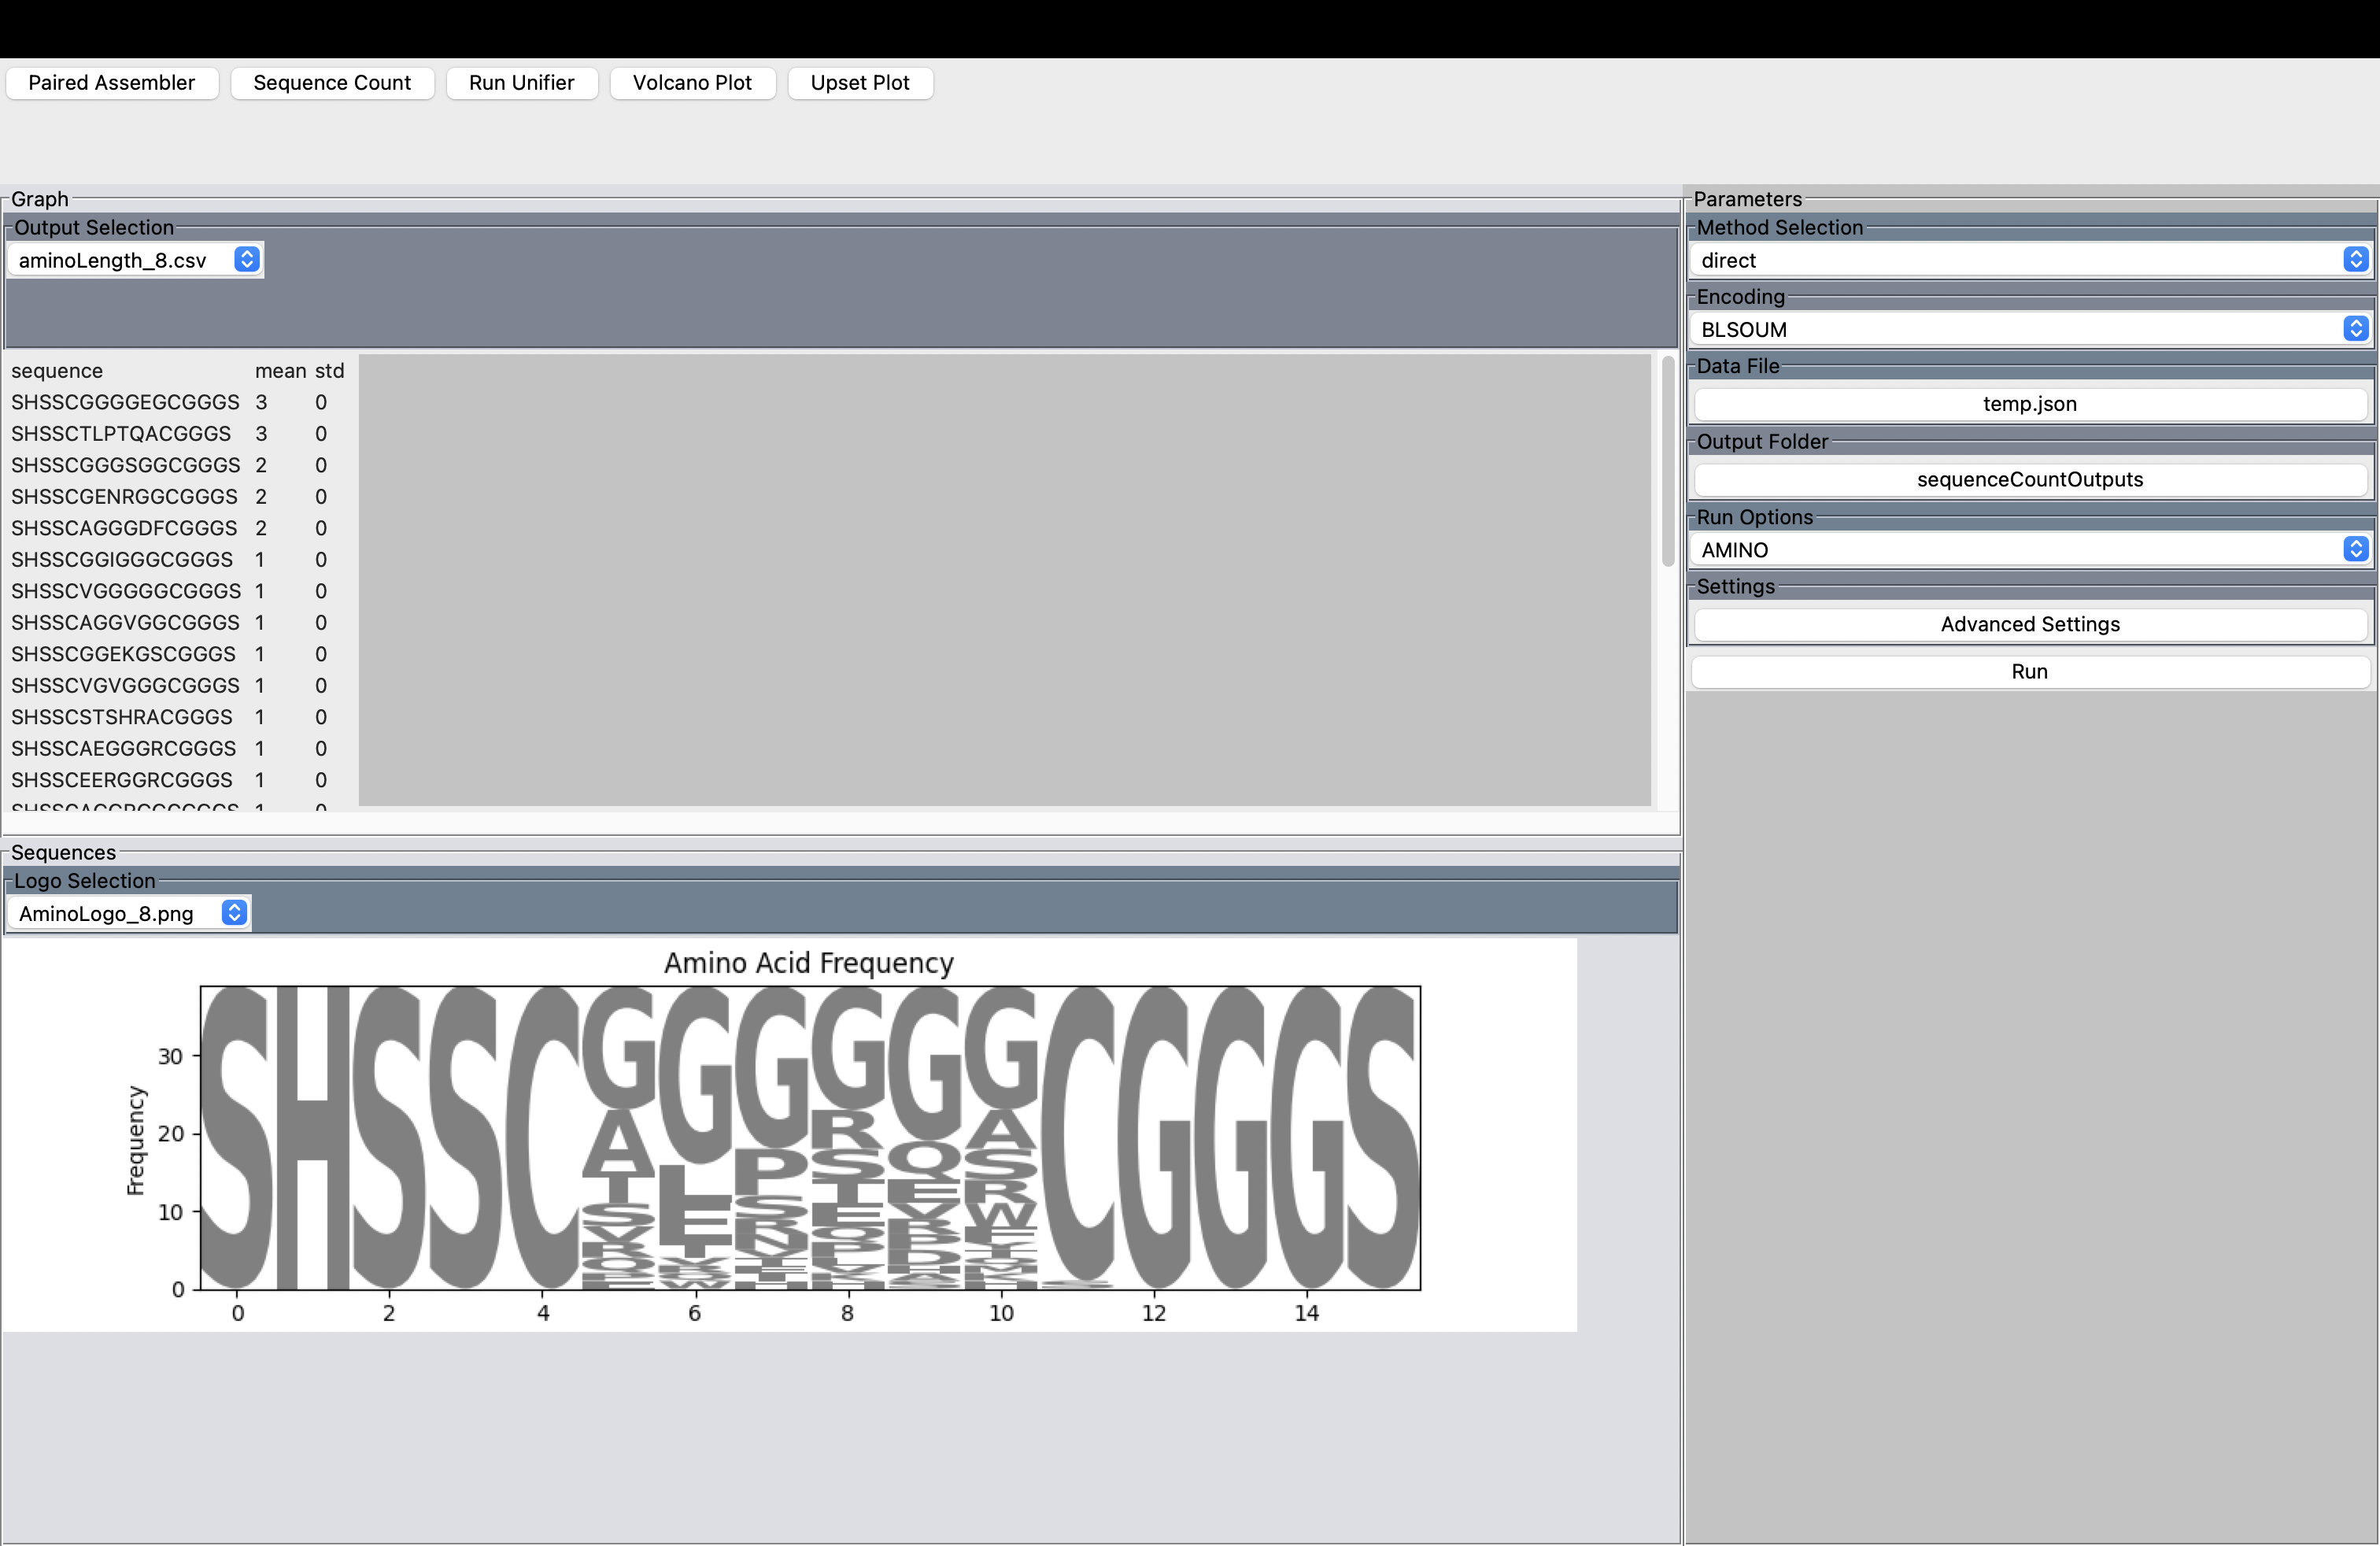 Paired Assembler Sequence Count Run Unifier Volcano Plot Upset Plot
Graph
Output Selection
aminoLength_8.csv
sequence mean std
SHSSCGGGGEGCGGGS 3 0
SHSSCTLPTQACGGGS 3 0
SHSSCGGGSGGCGGGS 2 0
SHSSCGENRGGCGGGS 2 0
SHSSCAGGGDFCGGGS 2 0
SHSSCGGIGGGCGGGS 1 0
SHSSCVGGGGGCGGGS 1 0
SHSSCAGGVGGCGGGS 1 0
SHSSCGGEKGSCGGGS 1 0
SHSSCVGVGGGCGGGS 1 0
SHSSCSTSHRACGGGS 1 0
SHSSCAEGGGRCGGGS 1 0
SHSSCEERGGRCGGGS 1 0
Sequences
Logo Selection
AminoLogo_8.png
Amino Acid Frequency
Frequency
30
20
10
0
SHSSCGGGGGGCGGGS
0 2 4 6 8 10 12 14
Parameters
Method Selection
direct
Encoding
BLSOUM
Data File
temp.json
Output Folder
sequenceCountOutputs
Run Options
AMINO
Settings
Advanced Settings
Run